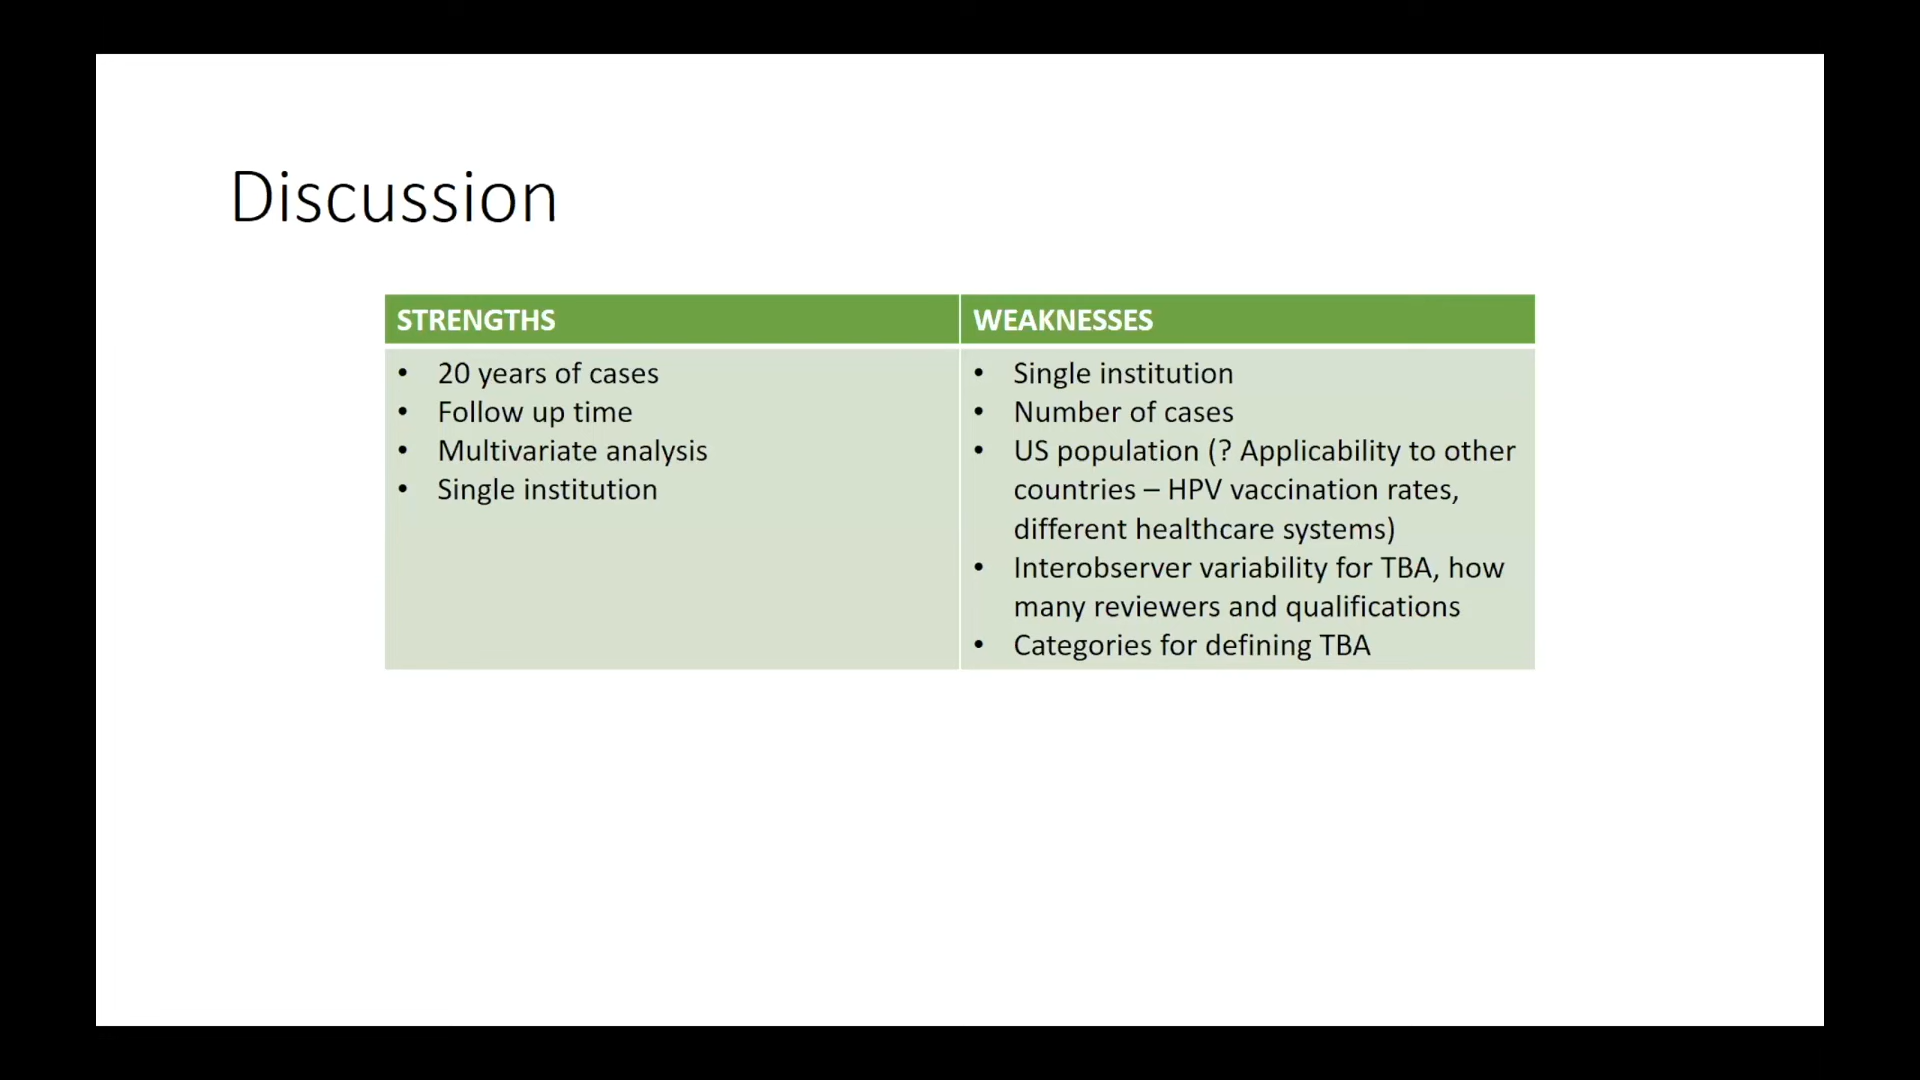 Discussion
STRENGTHS
• 20 years of cases
• Follow up time
• Multivariate analysis
• Single institution
WEAKNESSES
• Single institution
• Number of cases
• US population (? Applicability to other
countries – HPV vaccination rates,
different healthcare systems)
• Interobserver variability for TBA, how
many reviewers and qualifications
• Categories for defining TBA